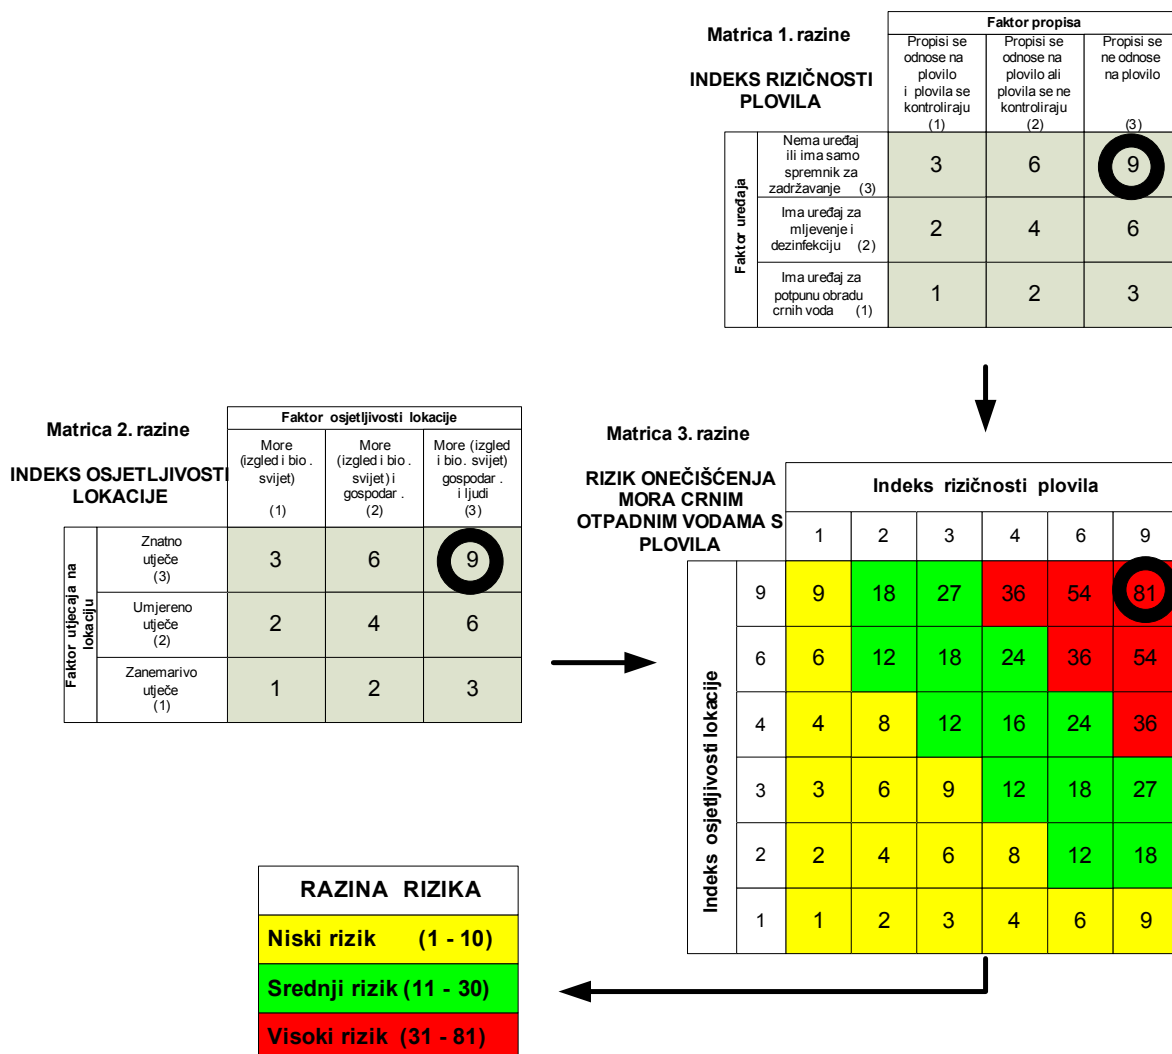 Matrica 1. razine
INDEKS RIZIČNOSTI
PLOVILA
Faktor propisa
Propisi se
odnose na
plovilo
i plovila se
kontroliraju
(1)
Propisi se
odnose na
plovilo ali
plovila se ne
kontroliraju
(2)
Propisi se
ne odnose
na plovilo
(3)
Faktor uređaja
Nema uređaj
ili ima samo
spremnik za
zadržavanje (3)
3 6 9
Ima uređaj za
mljevenje i
dezinfekciju (2)
2 4 6
Ima uređaj za
potpunu obradu
crnih voda (1)
1 2 3
Matrica 2. razine
INDEKS OSJETLJIVOSTI
LOKACIJE
Faktor osjetljivosti lokacije
More
(izgled i bio.
svijet)
(1)
More
(izgled i bio.
svijet) i
gospodar.
(2)
More (izgled
i bio. svijet)
gospodar.
i ljudi
(3)
Faktor utjecaja na
lokaciju
Znatno
utječe
(3)
3 6 9
Umjereno
utječe
(2)
2 4 6
Zanemarivo
utječe
(1)
1 2 3
Matrica 3. razine
RIZIK ONEČIŠĆENJA
MORA CRNIM
OTPADNIM VODAMA S
PLOVILA
Indeks rizičnosti plovila
1 2 3 4 6 9
Indeks osjetljivosti lokacije
9 9 18 27 36 54 81
6 6 12 18 24 36 54
4 4 8 12 16 24 36
3 3 6 9 12 18 27
2 2 4 6 8 12 18
1 1 2 3 4 6 9
RAZINA RIZIKA
Niski rizik (1 - 10)
Srednji rizik (11 - 30)
Visoki rizik (31 - 81)